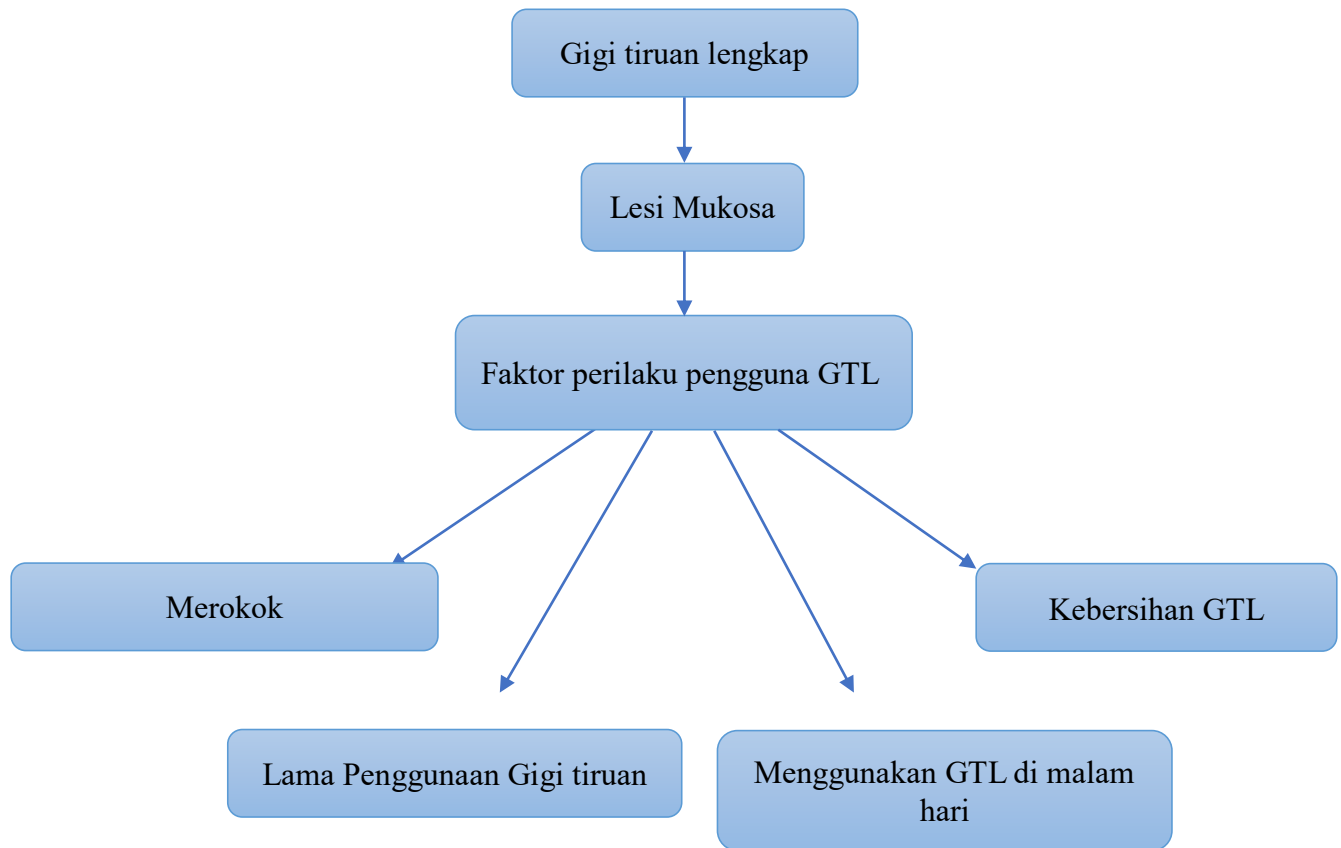 Gigi tiruan lengkap
Lesi Mukosa
Faktor perilaku pengguna GTL
Merokok
Kebersihan GTL
Lama Penggunaan Gigi tiruan
Menggunakan GTL di malam
hari